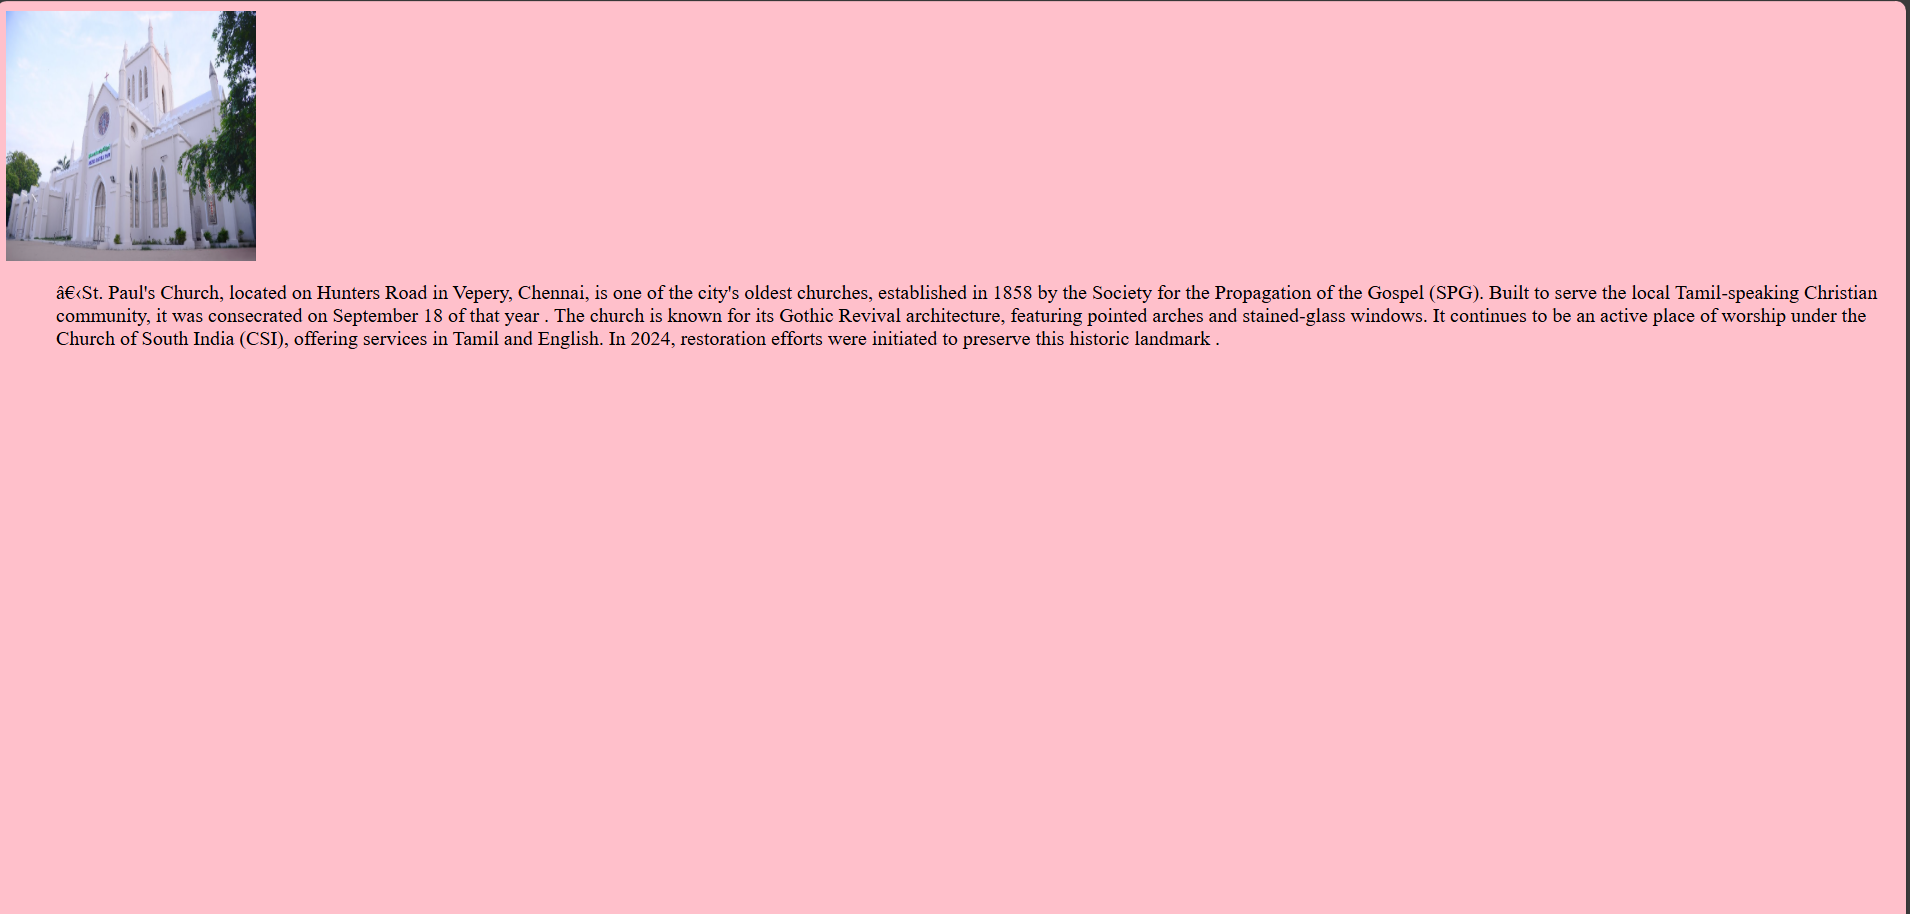 â€‹St. Paul's Church, located on Hunters Road in Vepery, Chennai, is one of the city's oldest churches, established in 1858 by the Society for the Propagation of the Gospel (SPG). Built to serve the local Tamil-speaking Christian
community, it was consecrated on September 18 of that year . The church is known for its Gothic Revival architecture, featuring pointed arches and stained-glass windows. It continues to be an active place of worship under the
Church of South India (CSI), offering services in Tamil and English. In 2024, restoration efforts were initiated to preserve this historic landmark .